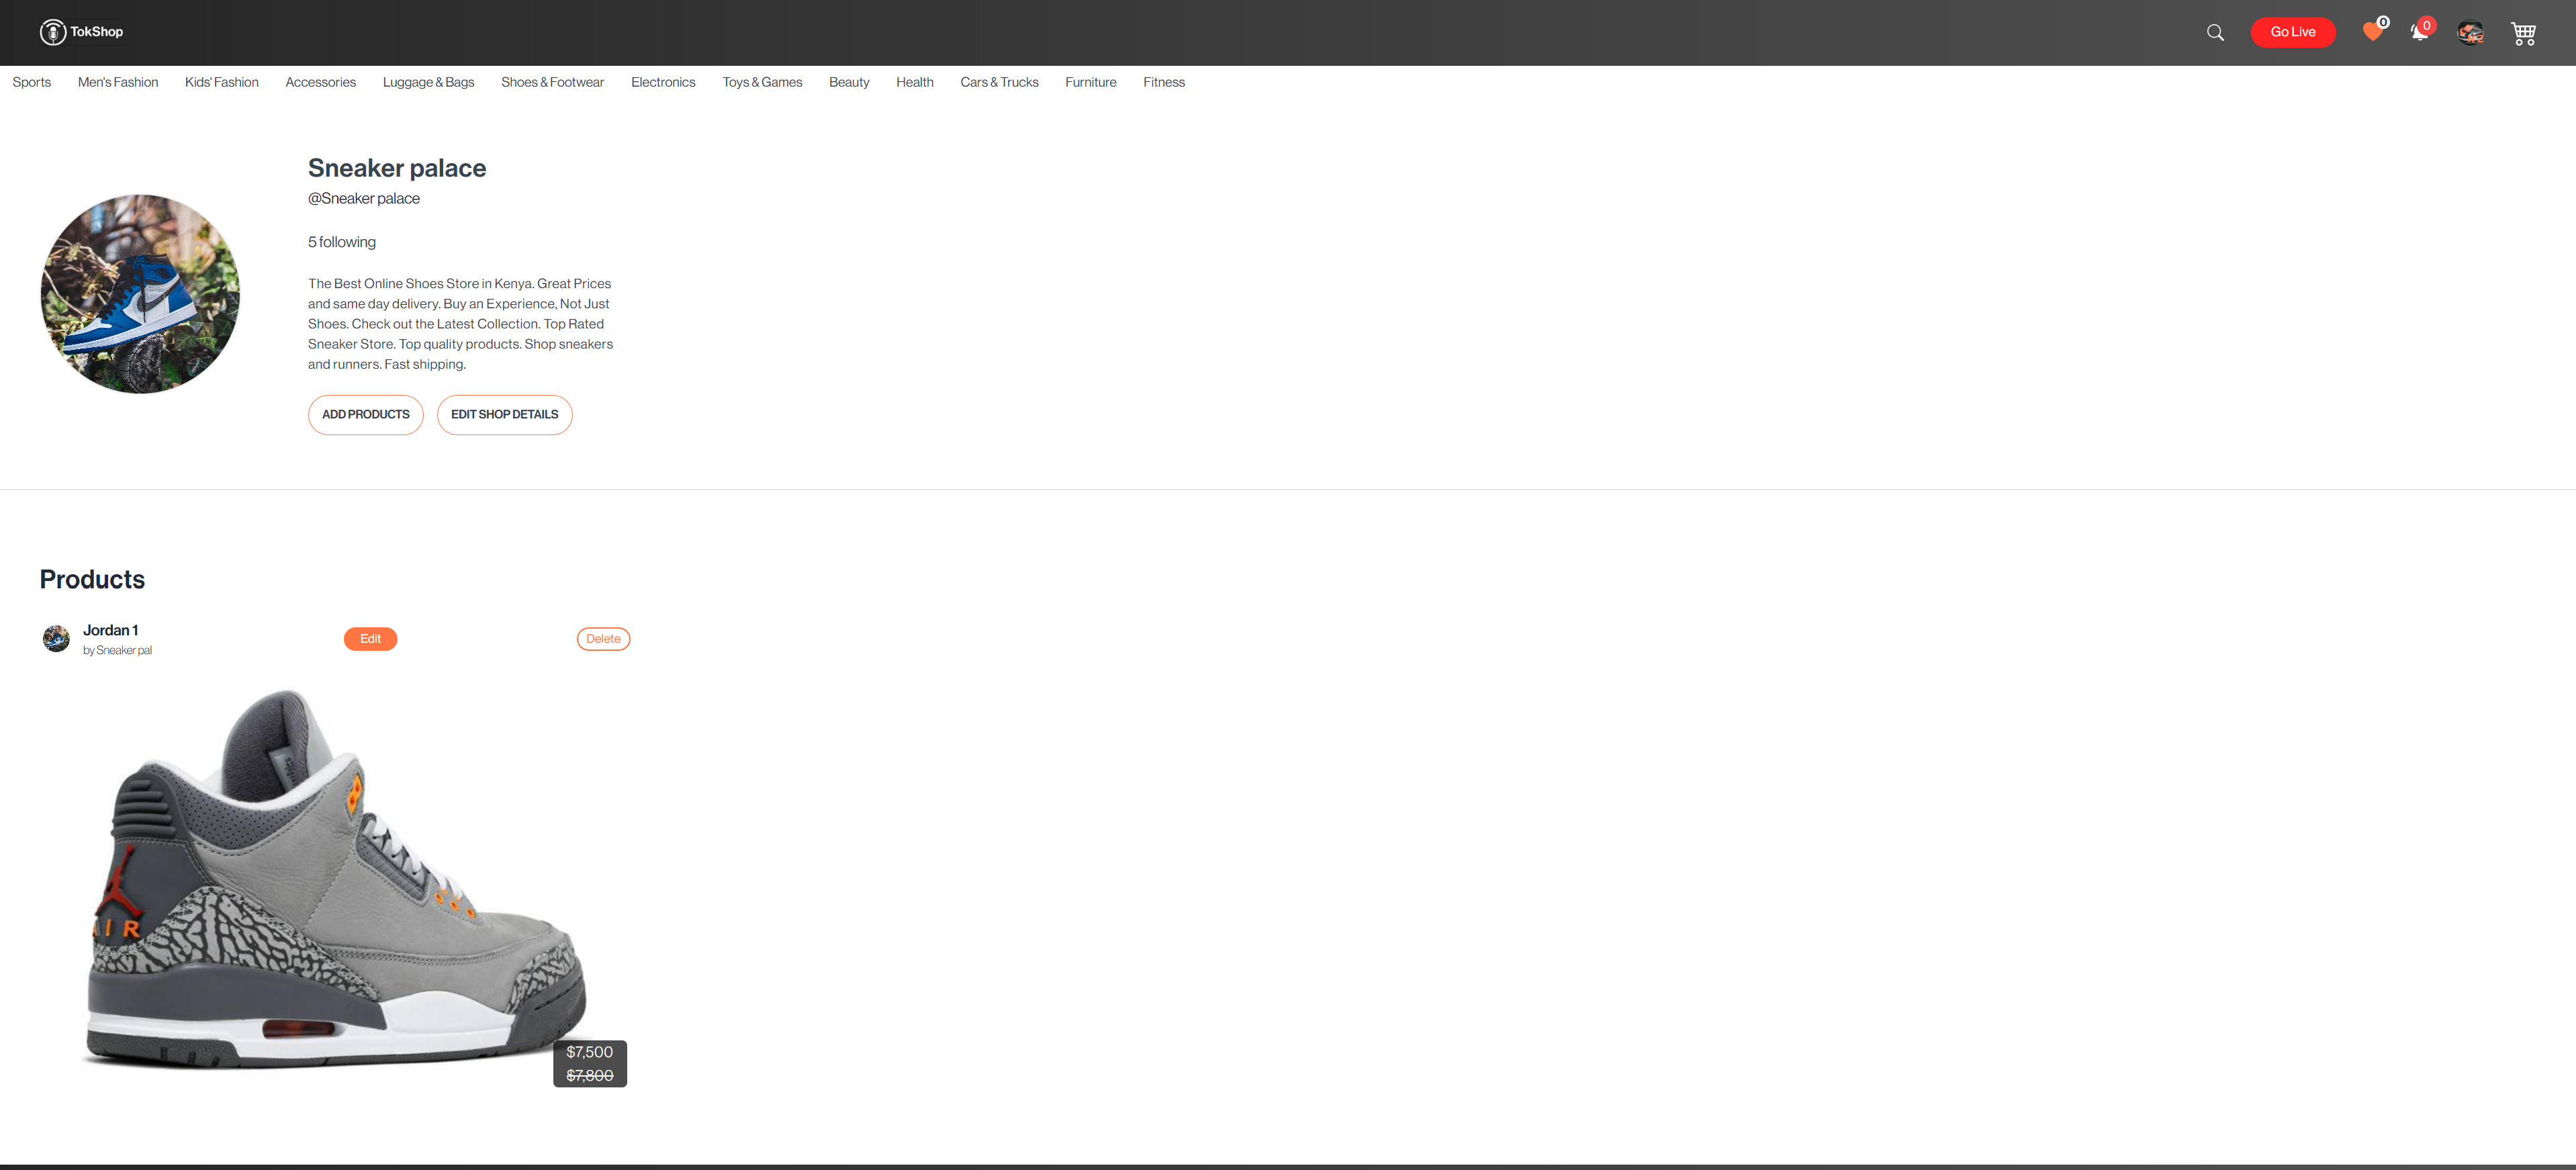 TokShop
Go Live
0
0
Sports Men's Fashion Kids' Fashion Accessories Luggage & Bags Shoes & Footwear Electronics Toys & Games Beauty Health Cars & Trucks Furniture Fitness
Sneaker palace
@Sneaker palace
5 following
The Best Online Shoes Store in Kenya. Great Prices
and same day delivery. Buy an Experience, Not Just
Shoes. Check out the Latest Collection. Top Rated
Sneaker Store. Top quality products. Shop sneakers
and runners. Fast shipping.
ADD PRODUCTS
EDIT SHOP DETAILS
Products
Jordan 1
by Sneaker pal
Edit
Delete
AIR
$7,500
$7,800